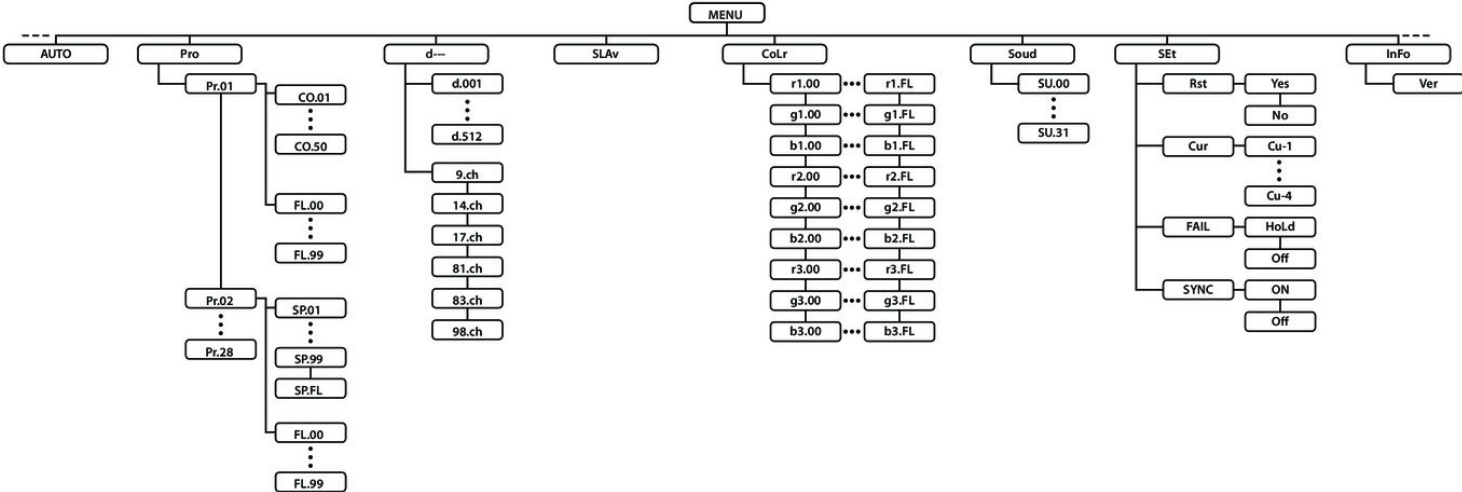 MENU
AUTO Pro d--- SLAv CoLr Soud SEt InFo
Pr.01 d.001 r1.00 r1.FL SU.00 Rst Yes Ver
CO.01
g1.00 g1.FL No
d.512 SU.31
CO.50 b1.00 b1.FL Cur Cu-1
9.ch r2.00 r2.FL
Cu-4
FL.00 14.ch g2.00 g2.FL
FAIL HoLd
17.ch b2.00 b2.FL
FL.99 Off
81.ch r3.00 r3.FL
SYNC ON
Pr.02 83.ch g3.00 g3.FL
SP.01
Off
98.ch b3.00 b3.FL
Pr.28
SP.99
SP.FL
FL.00
FL.99